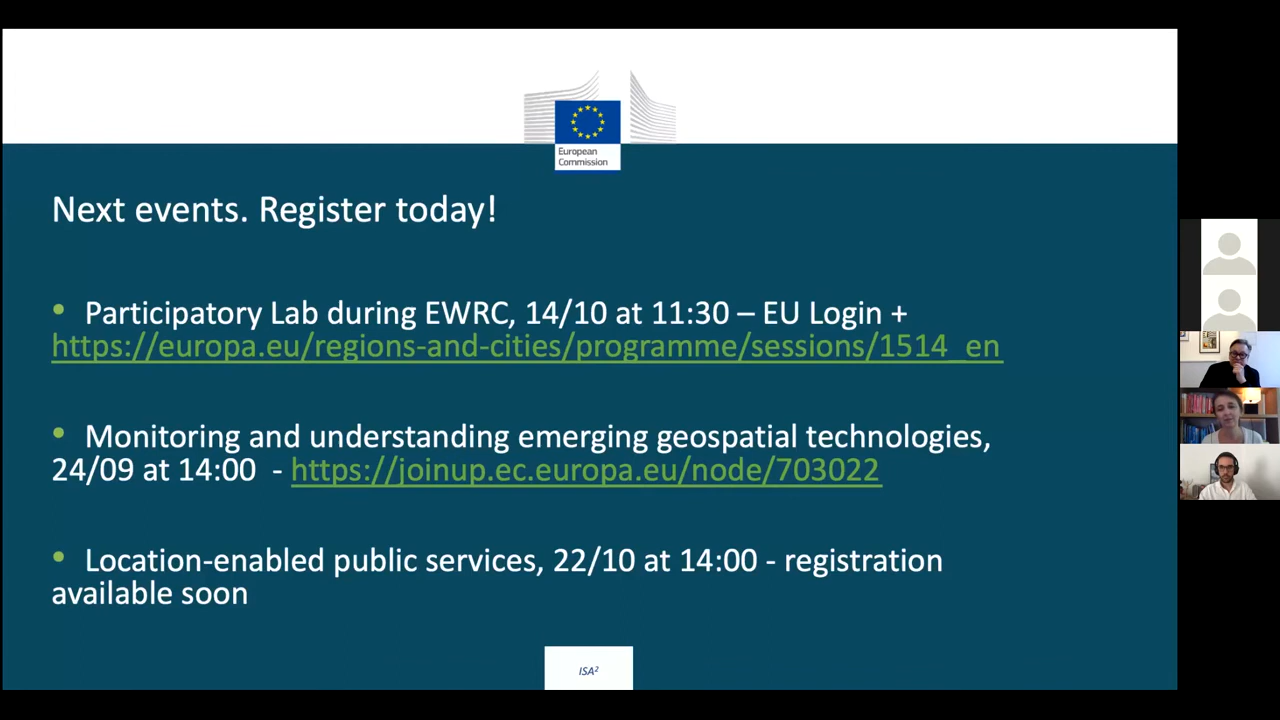 European
Commission
Next events. Register today!
• Participatory Lab during EWRC, 14/10 at 11:30 – EU Login +
https://europa.eu/regions-and-cities/programme/sessions/1514_en
• Monitoring and understanding emerging geospatial technologies,
24/09 at 14:00 - https://joinup.ec.europa.eu/node/703022
• Location-enabled public services, 22/10 at 14:00 - registration
available soon
ISA²